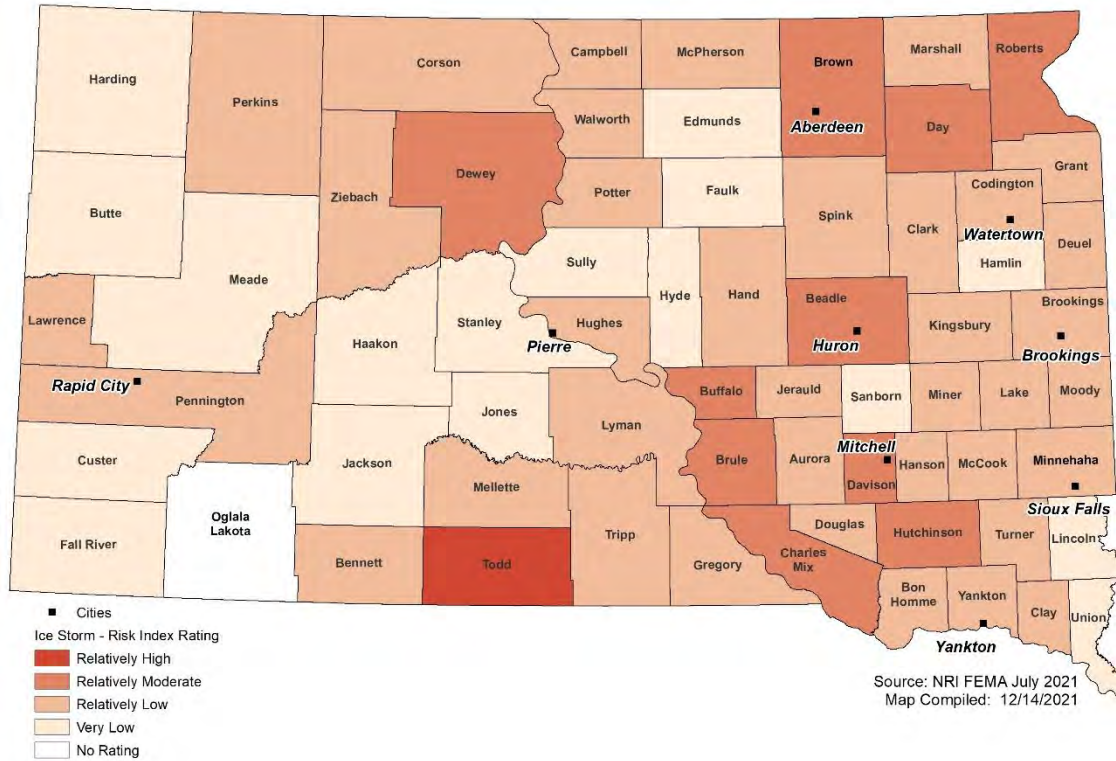 Harding
Perkins
Corson
Campbell
McPherson
Brown
Marshall
Roberts
Walworth
Edmunds
Aberdeen
Day
Dewey
Grant
Butte
Ziebach
Potter
Faulk
Spink
Codington
Clark
Watertown
Deuel
Hamlin
Meade
Sully
Hyde
Hand
Beadle
Brookings
Lawrence
Stanley
Hughes
Kingsbury
Haakon
Pierre
Huron
Brookings
Rapid City
Pennington
Buffalo
Jerauld
Sanborn
Miner
Lake
Moody
Jones
Lyman
Custer
Jackson
Brule
Aurora
Mitchell
Davison
Hanson
McCook
Minnehaha
Mellette
Sioux Falls
Oglala
Lakota
Fall River
Bennett
Todd
Tripp
Gregory
Charles
Mix
Douglas
Hutchinson
Turner
Lincoln
Bon
Homme
Yankton
Clay
Union
Yankton
Cities
Ice Storm - Risk Index Rating
Relatively High
Relatively Moderate
Relatively Low
Very Low
No Rating
Source: NRI FEMA July 2021
Map Compiled: 12/14/2021